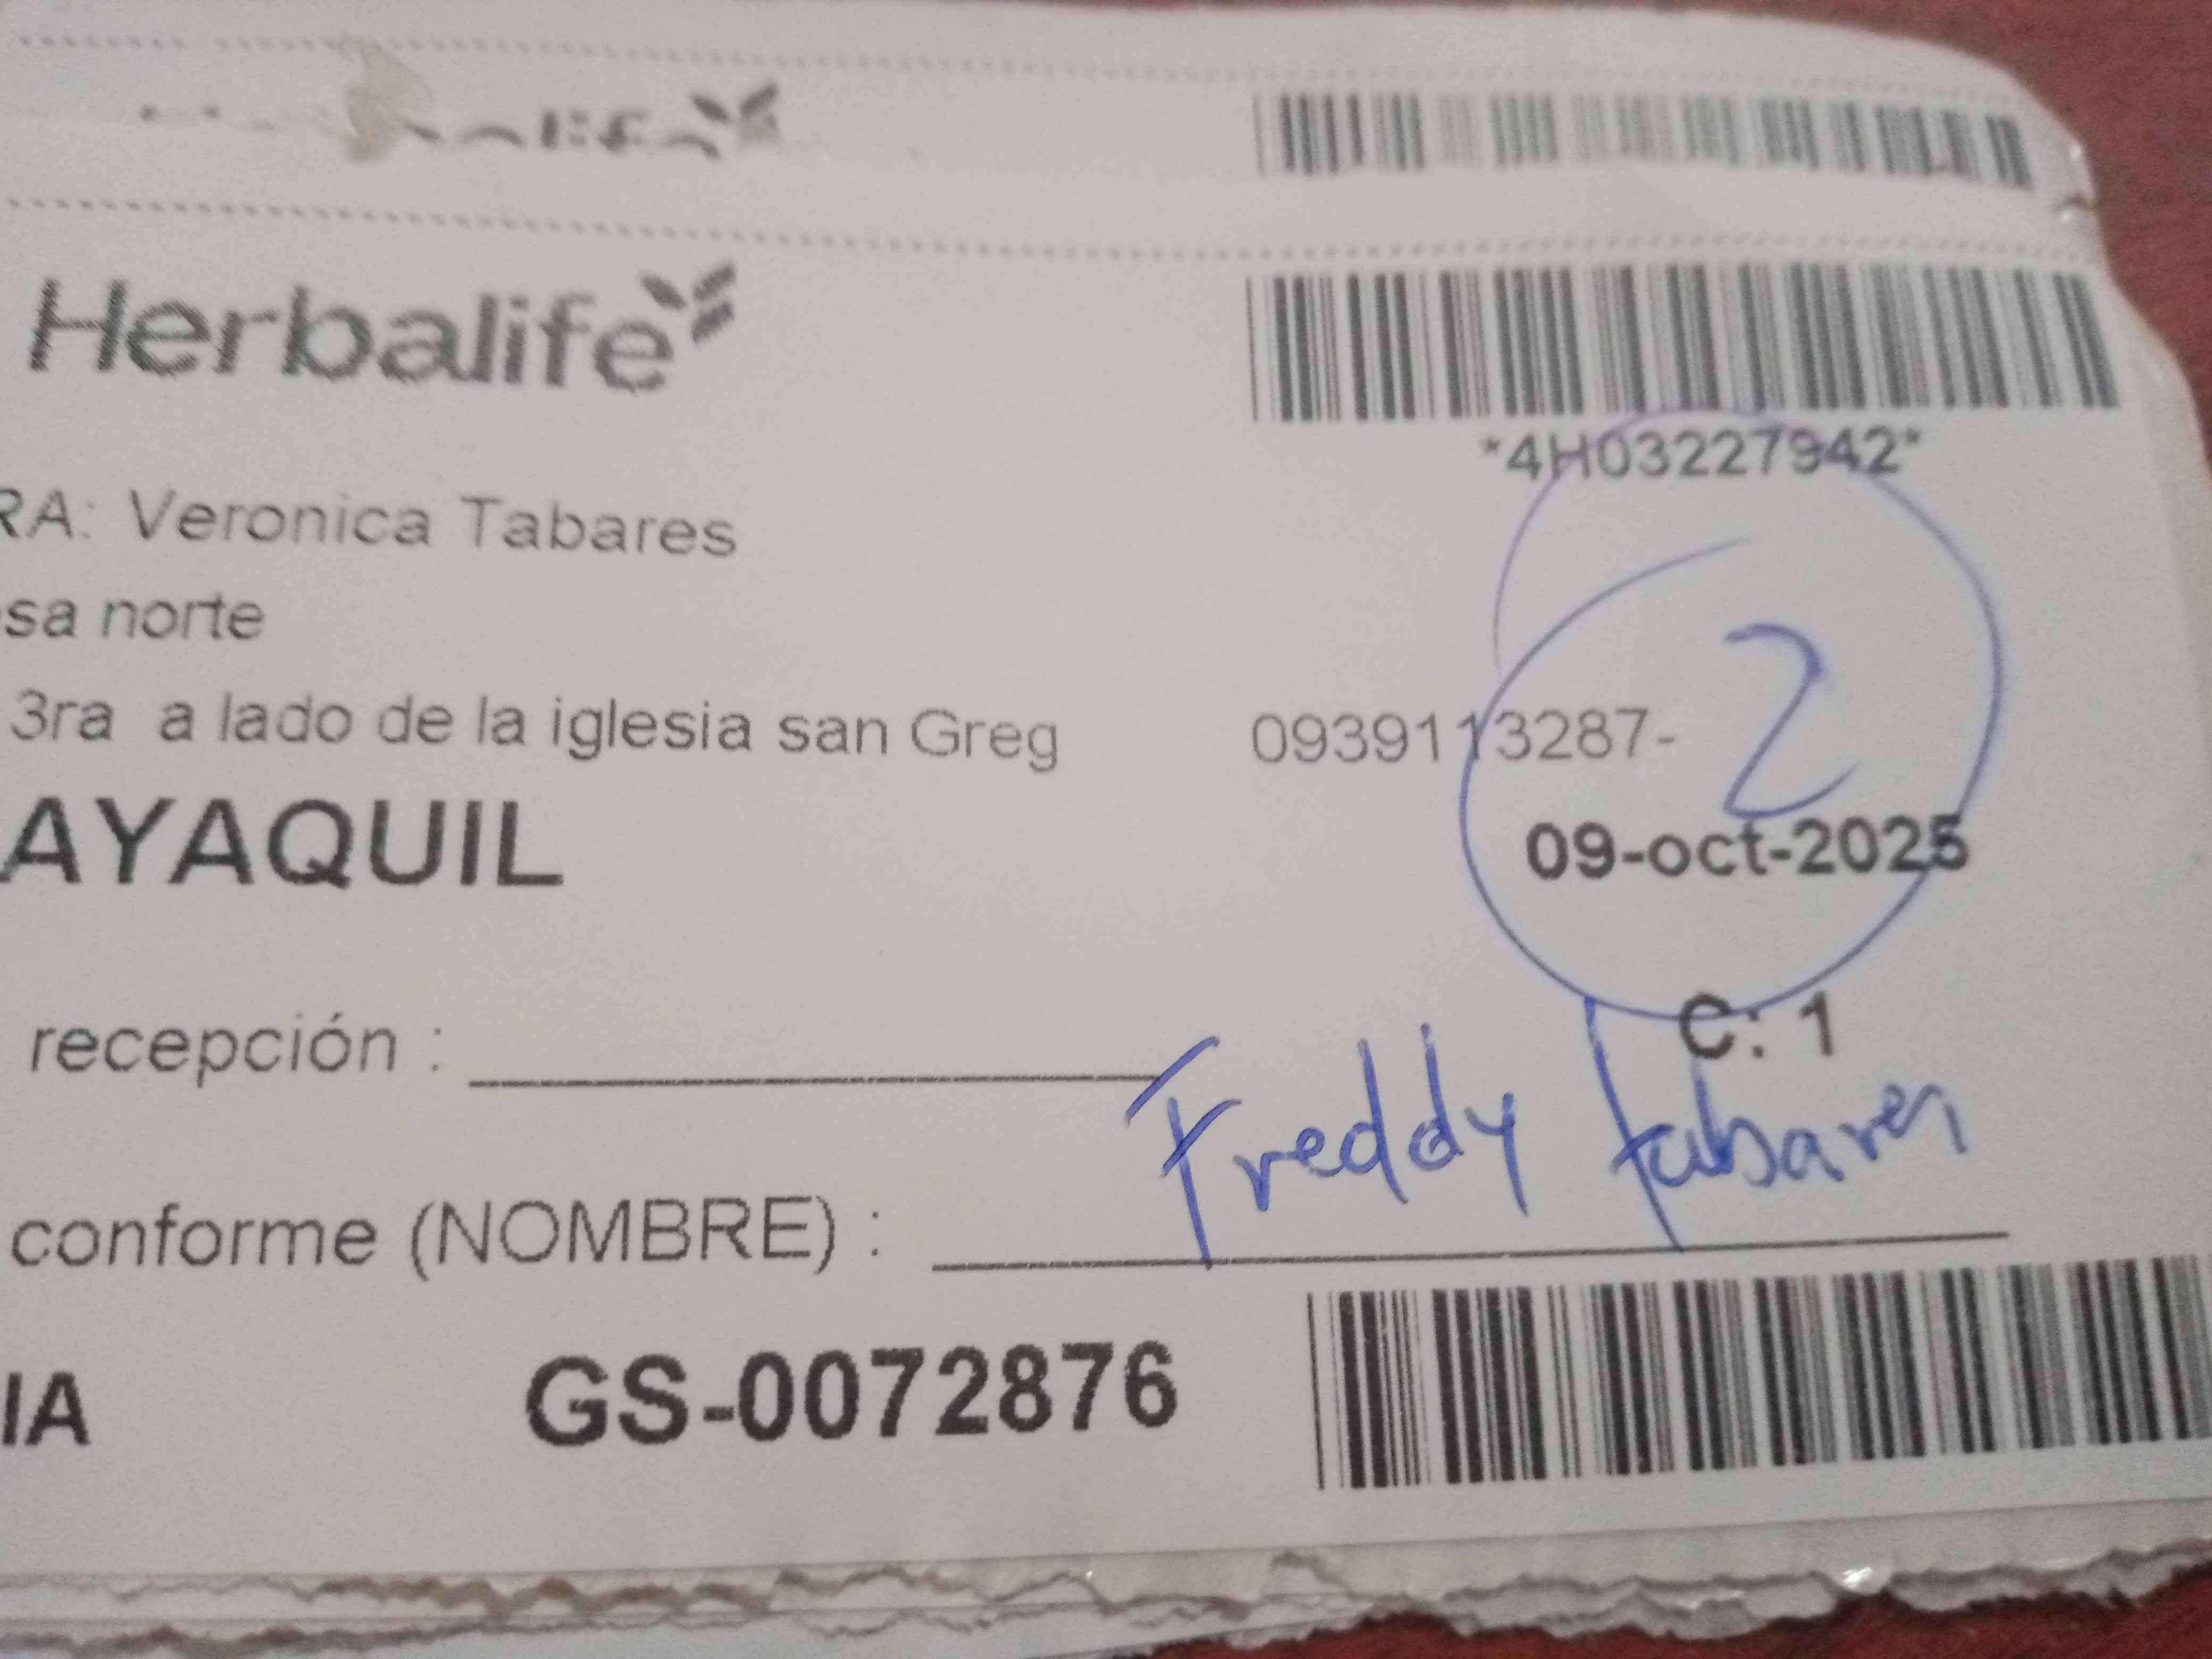 Herbalife
*4H03227942*
RA: Veronica Tabares
sa norte
3ra a lado de la iglesia san Greg 0939113287-
2
AYAQUIL 09-oct-2025
C: 1
recepción :
Freddy tabares
conforme (NOMBRE) :
IA GS-0072876